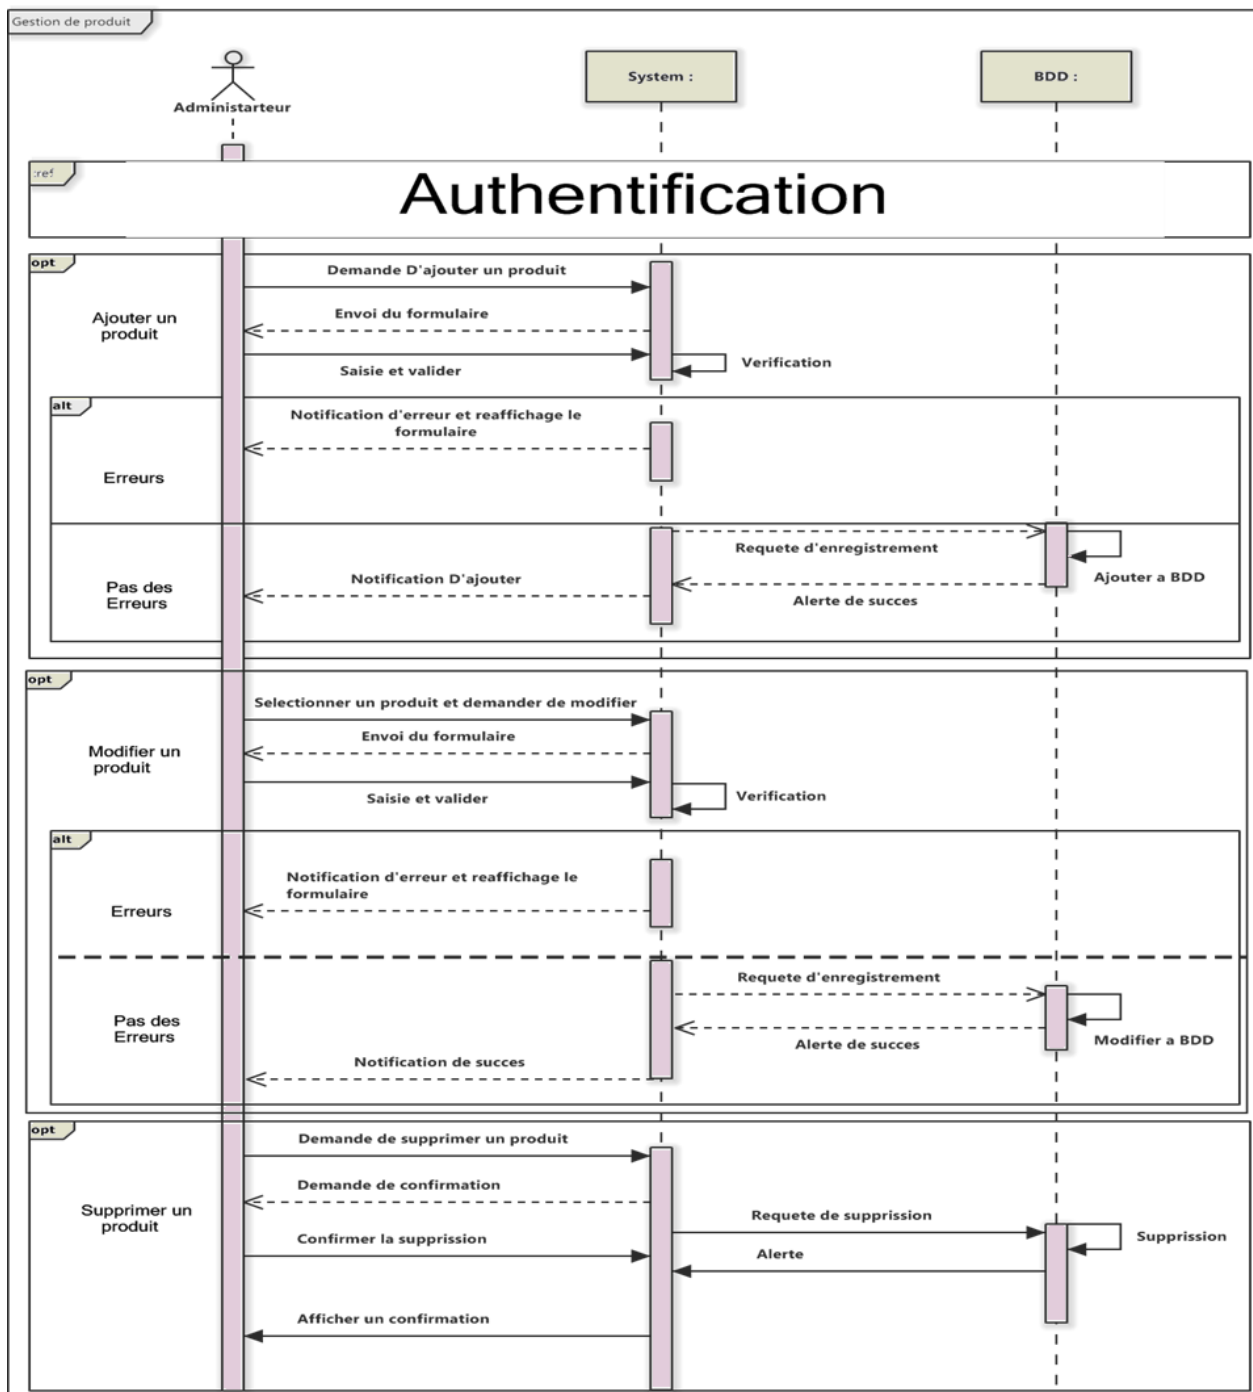 Gestion de produit
Administarteur
System :
BDD :
:ref
Authentification
opt
Demande D'ajouter un produit
Ajouter un
produit
Envoi du formulaire
Saisie et valider
Verification
alt
Notification d'erreur et reaffichage le
formulaire
Erreurs
Requete d'enregistrement
Pas des
Erreurs
Notification D'ajouter
Ajouter a BDD
Alerte de succes
opt
Selectionner un produit et demander de modifier
Envoi du formulaire
Modifier un
produit
Saisie et valider
Verification
alt
Notification d'erreur et reaffichage le
formulaire
Erreurs
Requete d'enregistrement
Pas des
Erreurs
Alerte de succes
Modifier a BDD
Notification de succes
opt
Demande de supprimer un produit
Demande de confirmation
Supprimer un
produit
Requete de supprission
Confirmer la supprission
Supprission
Alerte
Afficher un confirmation